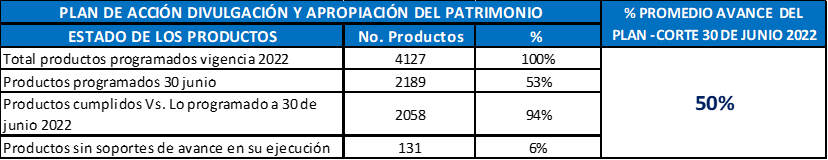 PLAN DE ACCIÓN DIVULGACIÓN Y APROPIACIÓN DEL PATRIMONIO
% PROMEDIO AVANCE DEL
PLAN -CORTE 30 DE JUNIO 2022
ESTADO DE LOS PRODUCTOS No. Productos %
Total productos programados vigencia 2022 4127 100%
Productos programados 30 junio 2189 53%
Productos cumplidos Vs. Lo programado a 30 de
junio 2022 2058 94%
Productos sin soportes de avance en su ejecución 131 6%
50%